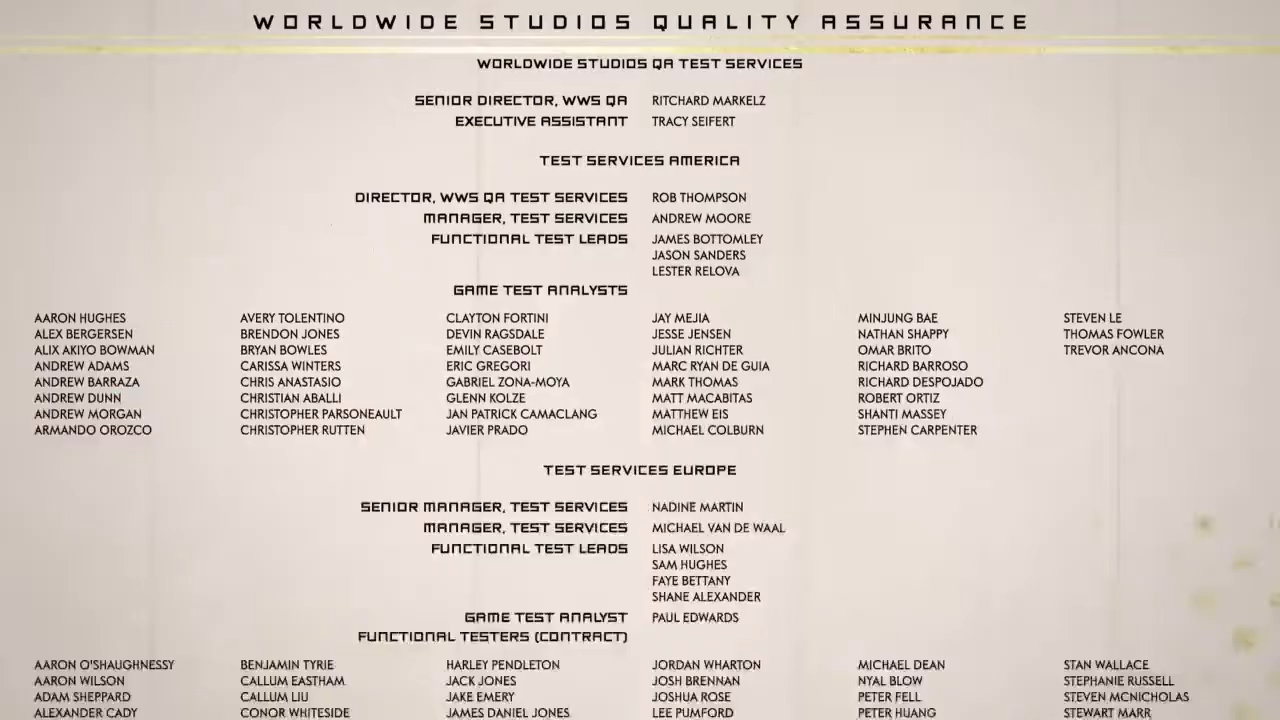 WORLDWIDE STUDIOS QUALITY ASSURANCE
WORLDWIDE STUDIOS QA TEST SERVICES
SENIOR DIRECTOR, WWS QA RITCHARD MARKELZ
EXECUTIVE ASSISTANT TRACY SEIFERT
TEST SERVICES AMERICA
DIRECTOR, WWS QA TEST SERVICES ROB THOMPSON
MANAGER, TEST SERVICES ANDREW MOORE
FUNCTIONAL TEST LEADS JAMES BOTTOMLEY
JASON SANDERS
LESTER RELOVA
GAME TEST ANALYSTS
AARON HUGHES AVERY TOLENTINO CLAYTON FORTINI JAY MEJIA MINJUNG BAE STEVEN LE
ALEX BERGERSEN BRENDON JONES DEVIN RAGSDALE JESSE JENSEN NATHAN SHAPPY THOMAS FOWLER
ALIX AKIYO BOWMAN BRYAN BOWLES EMILY CASEBOLT JULIAN RICHTER OMAR BRITO TREVOR ANCONA
ANDREW ADAMS CARISSA WINTERS ERIC GREGORI MARC RYAN DE GUIA RICHARD BARROSO
ANDREW BARRAZA CHRIS ANASTASIO GABRIEL ZONA-MOYA MARK THOMAS RICHARD DESPOJADO
ANDREW DUNN CHRISTIAN ABALLI GLENN KOLZE MATT MACABITAS ROBERT ORTIZ
ANDREW MORGAN CHRISTOPHER PARSONEAULT JAN PATRICK CAMACLANG MATTHEW EIS SHANTI MASSEY
ARMANDO OROZCO CHRISTOPHER RUTTEN JAVIER PRADO MICHAEL COLBURN STEPHEN CARPENTER
TEST SERVICES EUROPE
SENIOR MANAGER, TEST SERVICES NADINE MARTIN
MANAGER, TEST SERVICES MICHAEL VAN DE WAAL
FUNCTIONAL TEST LEADS LISA WILSON
SAM HUGHES
FAYE BETTANY
SHANE ALEXANDER
GAME TEST ANALYST PAUL EDWARDS
FUNCTIONAL TESTERS (CONTRACT)
AARON O'SHAUGHNESSY BENJAMIN TYRIE HARLEY PENDLETON JORDAN WHARTON MICHAEL DEAN STAN WALLACE
AARON WILSON CALLUM EASTHAM JACK JONES JOSH BRENNAN NYAL BLOW STEPHANIE RUSSELL
ADAM SHEPPARD CALLUM LIU JAKE EMERY JOSHUA ROSE PETER FELL STEVEN MCNICHOLAS
ALEXANDER CADY CONOR WHITESIDE JAMES DANIEL JONES LEE PUMFORD PETER HUANG STEWART MARR